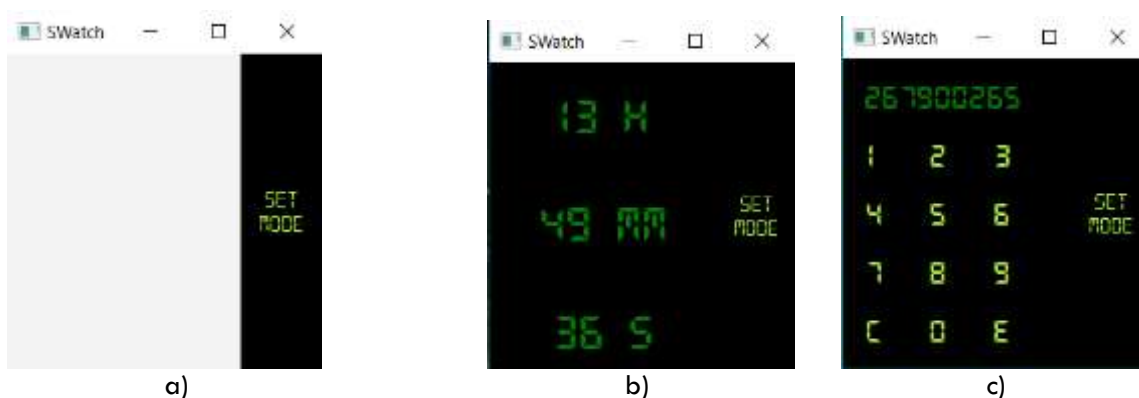 SWatch
SET
MODE
a)
SWatch
13 H
49 MM
36 S
SET
MODE
b)
SWatch
267900265
1 2 3
4 5 6
7 8 9
C 0 E
SET
MODE
c)